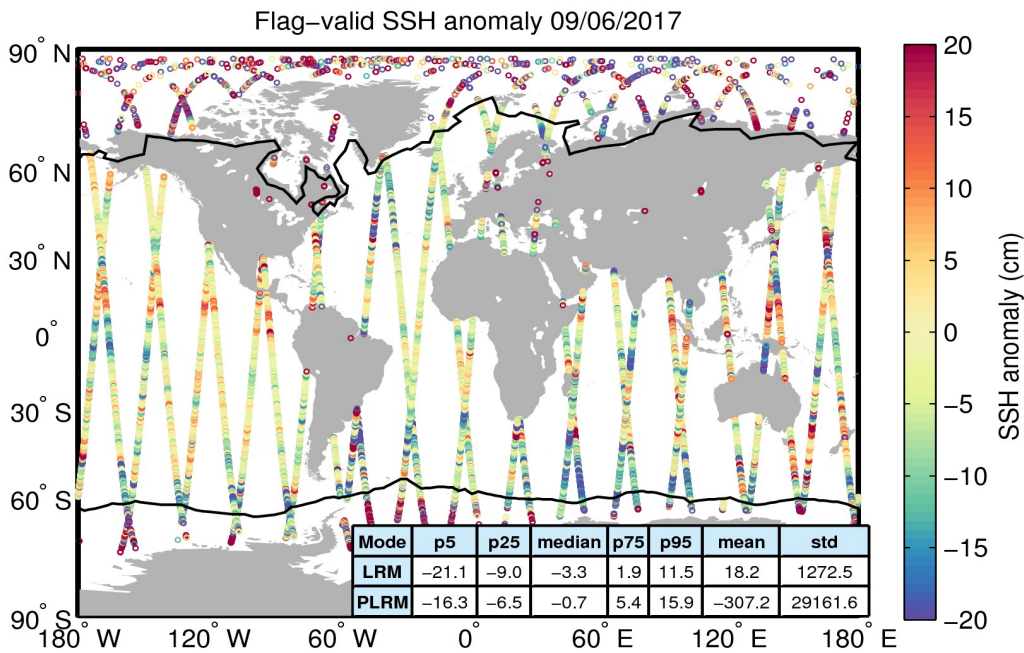 Flag−valid SSH anomaly 09/06/2017
90° N
60° N
30° N
0°
30° S
60° S
90° S
180° W
120° W
60° W
0°
60° E
120° E
180° E
Mode p5 p25 median p75 p95 mean std
LRM −21.1 −9.0 −3.3 1.9 11.5 18.2 1272.5
PLRM −16.3 −6.5 −0.7 5.4 15.9 −307.2 29161.6
20
15
10
5
0
−5
−10
−15
−20
SSH anomaly (cm)